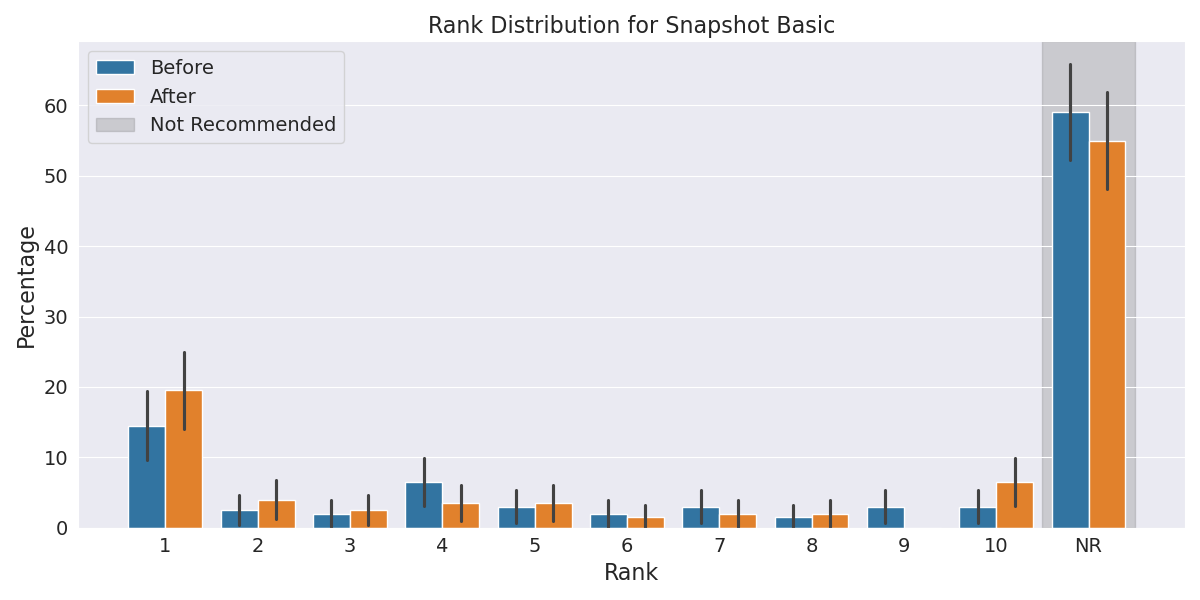 Rank Distribution for Snapshot Basic
Before
After
Not Recommended
Percentage
60
50
40
30
20
10
0
1 2 3 4 5 6 7 8 9 10 NR
Rank